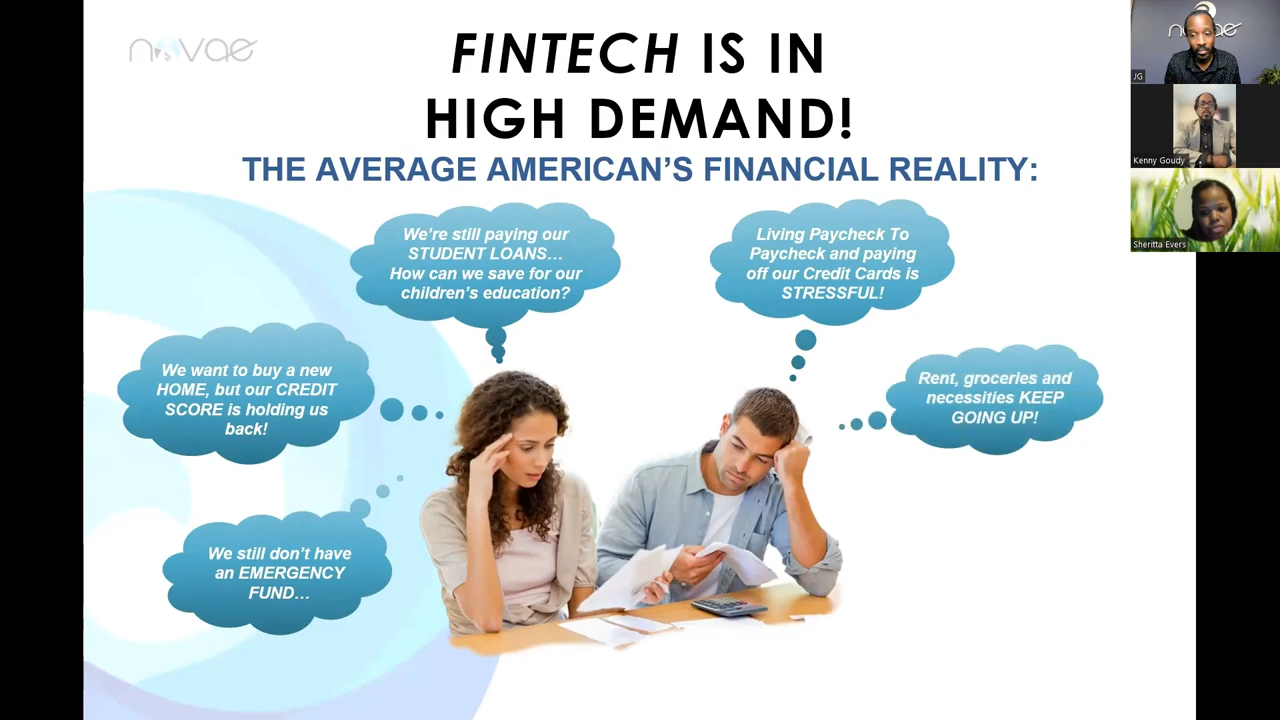 novae
FINTECH IS IN
HIGH DEMAND!
THE AVERAGE AMERICAN'S FINANCIAL REALITY:
We're still paying our
STUDENT LOANS...
How can we save for our
children's education?
Living Paycheck To
Paycheck and paying
off our Credit Cards is
STRESSFUL!
We want to buy a new
HOME, but our CREDIT
SCORE is holding us
back!
Rent, groceries and
necessities KEEP
GOING UP!
We still don't have
an EMERGENCY
FUND...
novae
JG
Kenny Goudy
Sheritta Evers